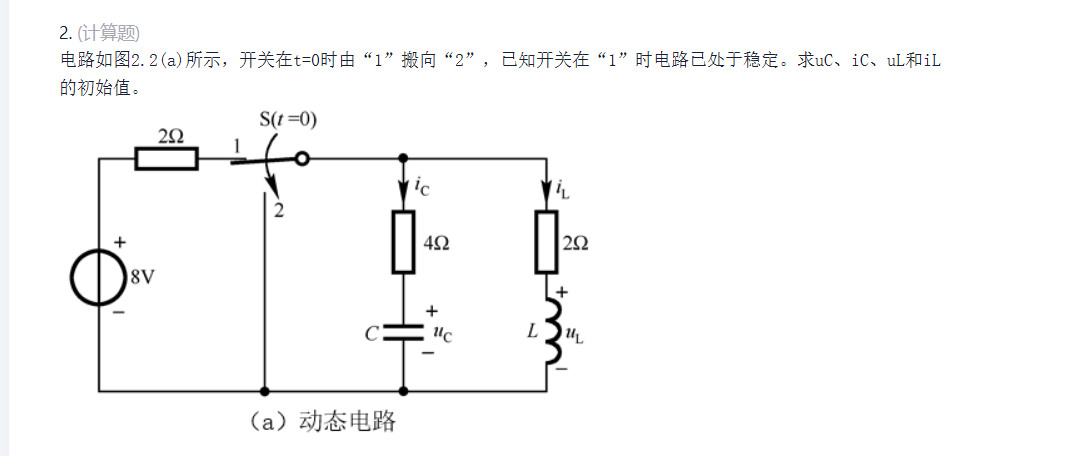 2. (计算题)
电路如图2.2(a)所示，开关在t=0时由“1”搬向“2”，已知开关在“1”时电路已处于稳定。求uC、iC、uL和iL
的初始值。
S(t=0)
2Ω
1
iC
iL
2
4Ω
2Ω
+
8V
−
+
+
C
uC
L
uL
−
−
(a) 动态电路